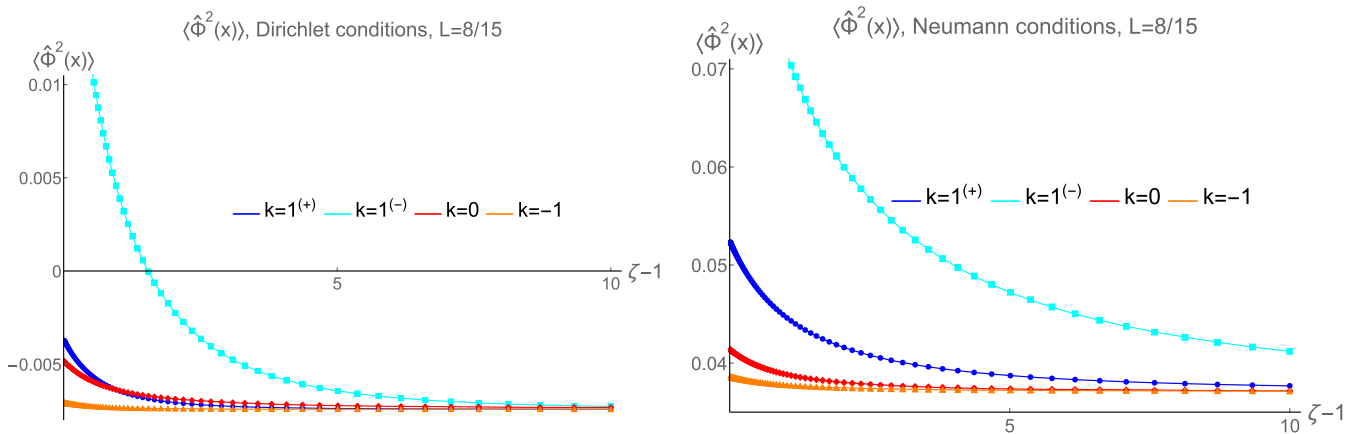 ⟨Φ̂²(x)⟩, Dirichlet conditions, L=8/15
⟨Φ̂²(x)⟩
0.01
0.005
k=1⁽⁺⁾ k=1⁽⁻⁾ k=0 k=−1
0
5
10
ζ−1
−0.005
⟨Φ̂²(x)⟩, Neumann conditions, L=8/15
⟨Φ̂²(x)⟩
0.07
0.06
k=1⁽⁺⁾ k=1⁽⁻⁾ k=0 k=−1
0.05
0.04
5
10
ζ−1